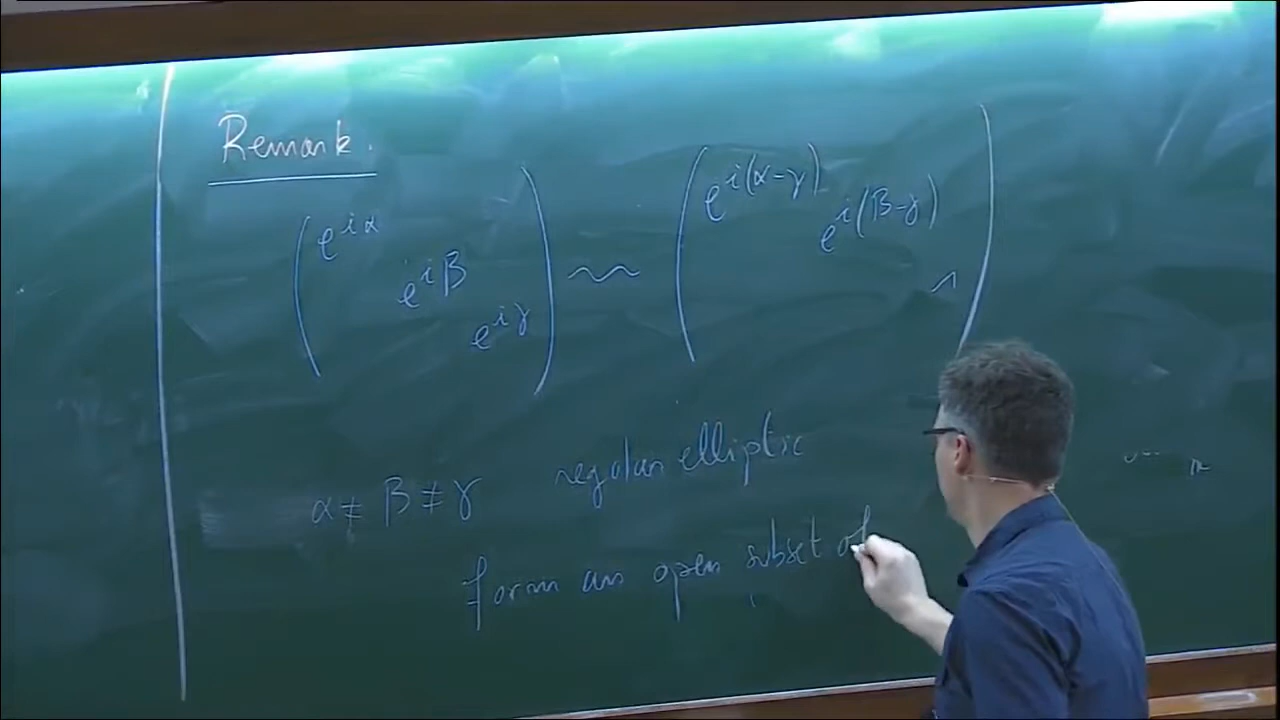 Remark.
( e^{iα} e^{iβ} e^{iγ} ) ~~ ( e^{i(α-γ)} e^{i(β-γ)} 1 )
α ≠ β ≠ γ regular elliptic
form an open subset of